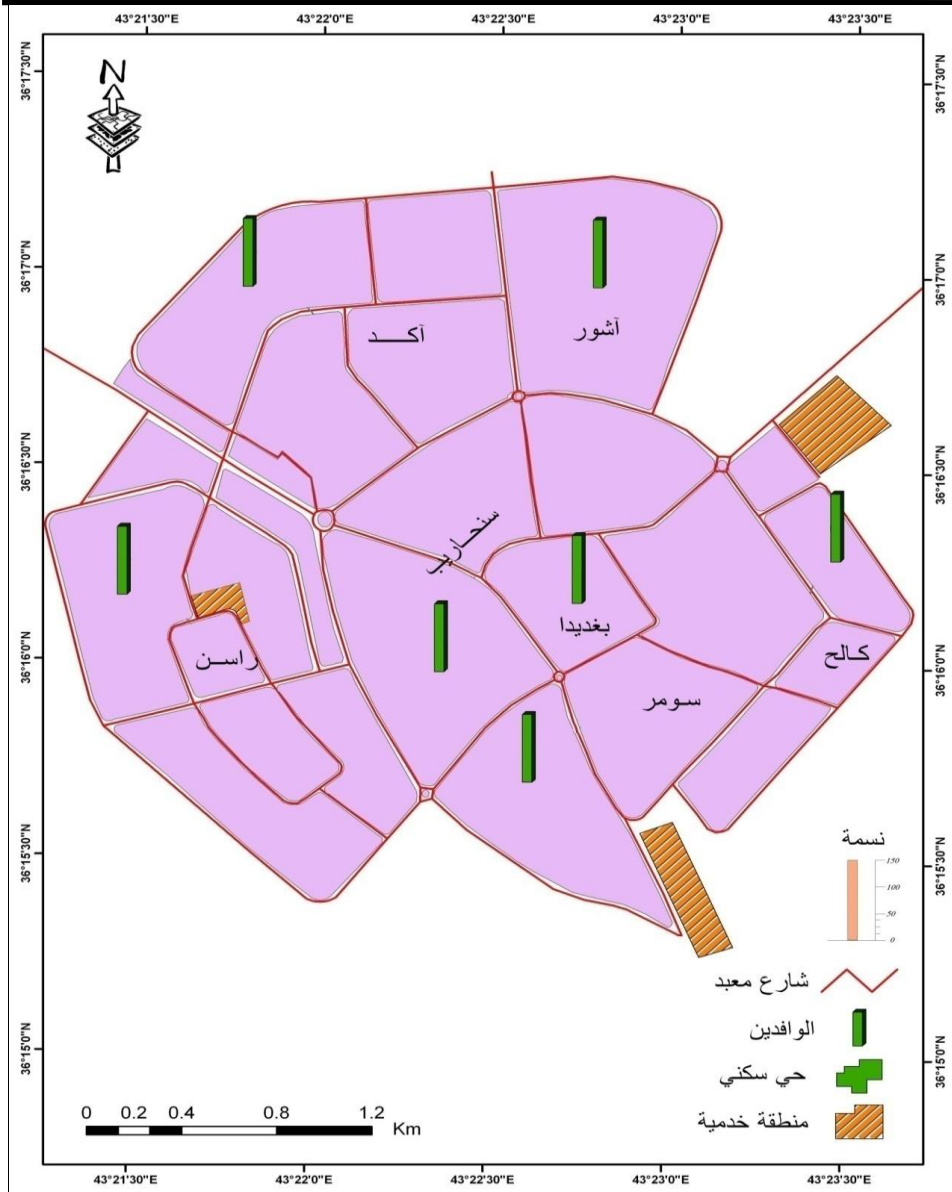 43°21'30"E 43°22'0"E 43°22'30"E 43°23'0"E 43°23'30"E
36°17'30"N 36°17'30"N
N
36°17'0"N 36°17'0"N
آشور
آكــد
36°16'30"N 36°16'30"N
سنحاريب
بغديدا
36°16'0"N 36°16'0"N
راسـن
كـالح
سـومر
36°15'30"N 36°15'30"N
نسمة
150
100
50
0
شارع معبد
الوافدين
36°15'0"N 36°15'0"N
حي سكني
منطقة خدمية
0 0.2 0.4 0.8 1.2
Km
43°21'30"E 43°22'0"E 43°22'30"E 43°23'0"E 43°23'30"E